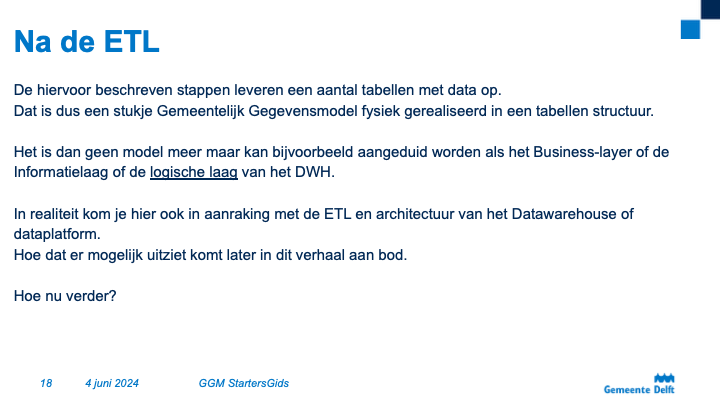 Na de ETL
De hiervoor beschreven stappen leveren een aantal tabellen met data op.
Dat is dus een stukje Gemeentelijk Gegevensmodel fysiek gerealiseerd in een tabellen structuur.
Het is dan geen model meer maar kan bijvoorbeeld aangeduid worden als het Business-layer of de
Informatielaag of de logische laag van het DWH.
In realiteit kom je hier ook in aanraking met de ETL en architectuur van het Datawarehouse of
dataplatform.
Hoe dat er mogelijk uitziet komt later in dit verhaal aan bod.
Hoe nu verder?
18 4 juni 2024 GGM StartersGids
Gemeente Delft